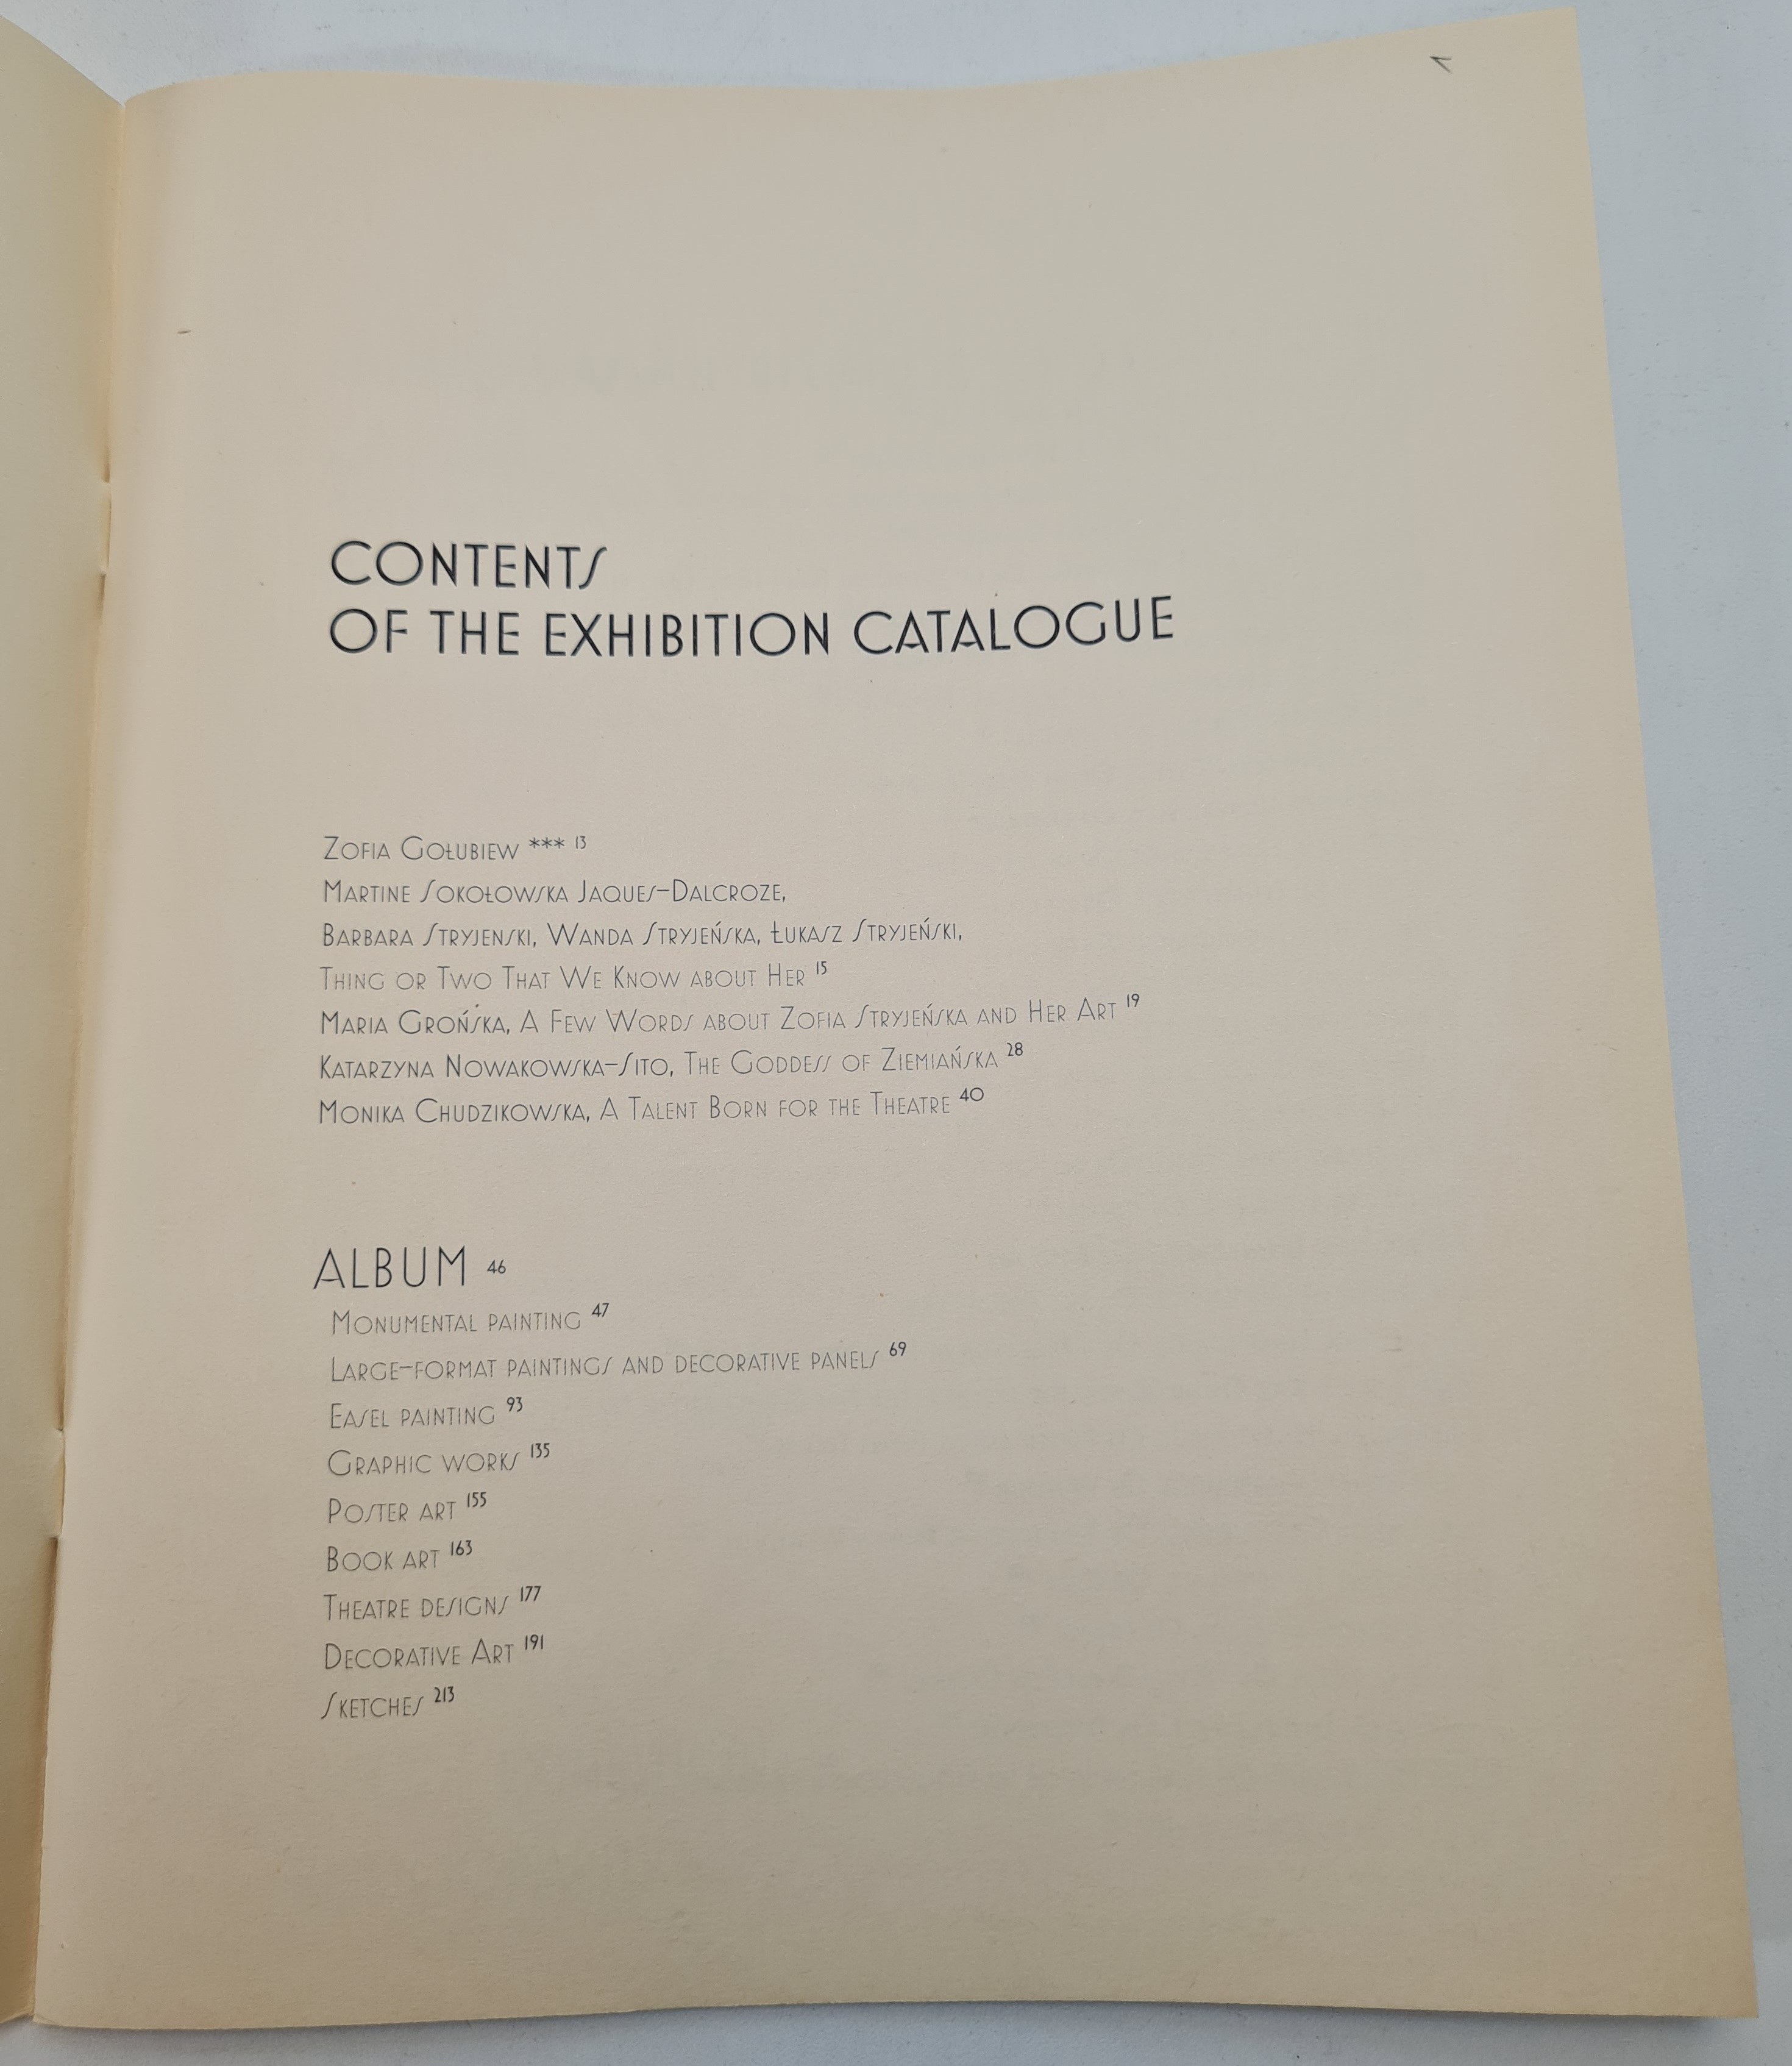 CONTENTS
OF THE EXHIBITION CATALOGUE
Zofia Gołubiew *** 13
Martine Sokołowska Jaques-Dalcroze,
Barbara Stryjenski, Wanda Stryjeńska, Łukasz Stryjeński,
Thing or Two That We Know about Her 15
Maria Grońska, A Few Words about Zofia Stryjeńska and Her Art 19
Katarzyna Nowakowska-Sito, The Goddess of Ziemiańska 28
Monika Chudzikowska, A Talent Born for the Theatre 40
ALBUM 46
Monumental painting 47
Large-format paintings and decorative panels 69
Easel painting 93
Graphic works 135
Poster art 155
Book art 163
Theatre designs 177
Decorative Art 191
Sketches 213